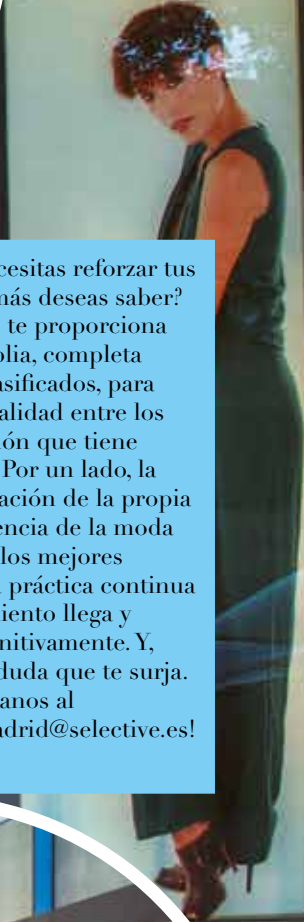 cesitas reforzar tus
más deseas saber?
te proporciona
plia, completa
asificados, para
alidad entre los
ión que tiene
Por un lado, la
ación de la propia
encia de la moda
los mejores
práctica continua
iento llega y
nitivamente. Y,
duda que te surja.
anos al
adrid@selective.es!